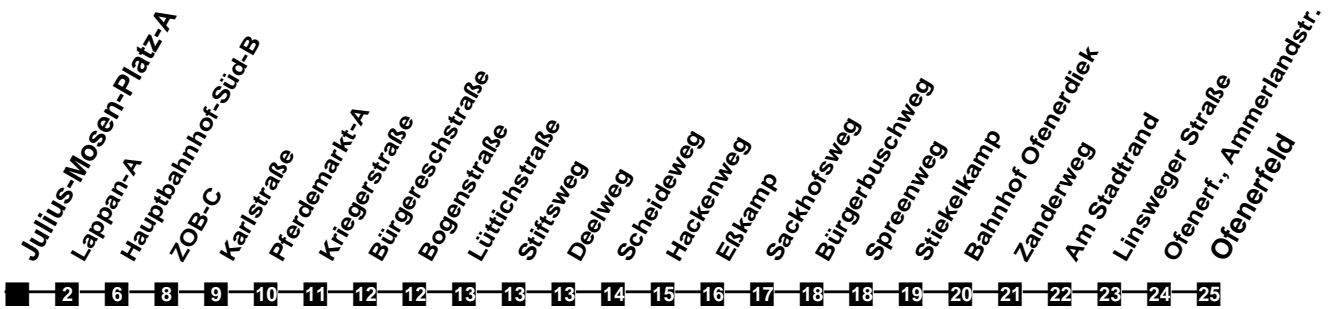 Julius-Mosen-Platz-A
Lappan-A
Hauptbahnhof-Süd-B
ZOB-C
Karlstraße
Pferdemarkt-A
Kriegerstraße
Bürgereschstraße
Bogenstraße
Lüttichstraße
Stiftsweg
Deelweg
Scheideweg
Hackenweg
Eßkamp
Sackhofsweg
Bürgerbuschweg
Spreenweg
Stiekelkamp
Bahnhof Ofenerdiek
Zanderweg
Am Stadtrand
Linsweger Straße
Ofenerf., Ammerlandstr.
Ofenerfeld
2 6 8 9 10 11 12 12 13 13 13 14 15 16 17 18 18 19 20 21 22 23 24 25